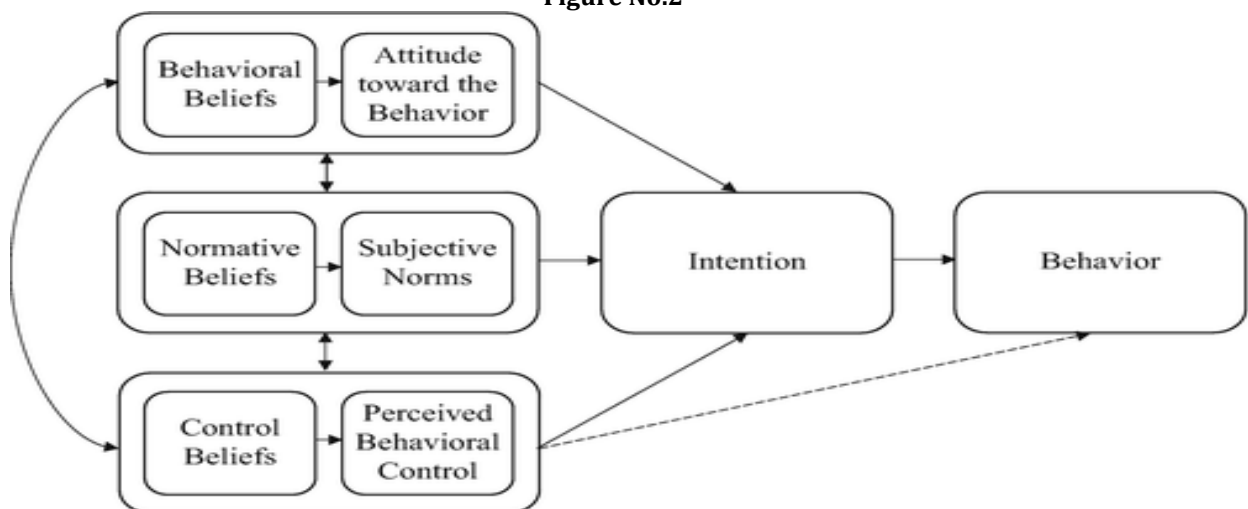 Figure No.2
Behavioral
Beliefs
Attitude
toward the
Behavior
Normative
Beliefs
Subjective
Norms
Intention
Behavior
Control
Beliefs
Perceived
Behavioral
Control